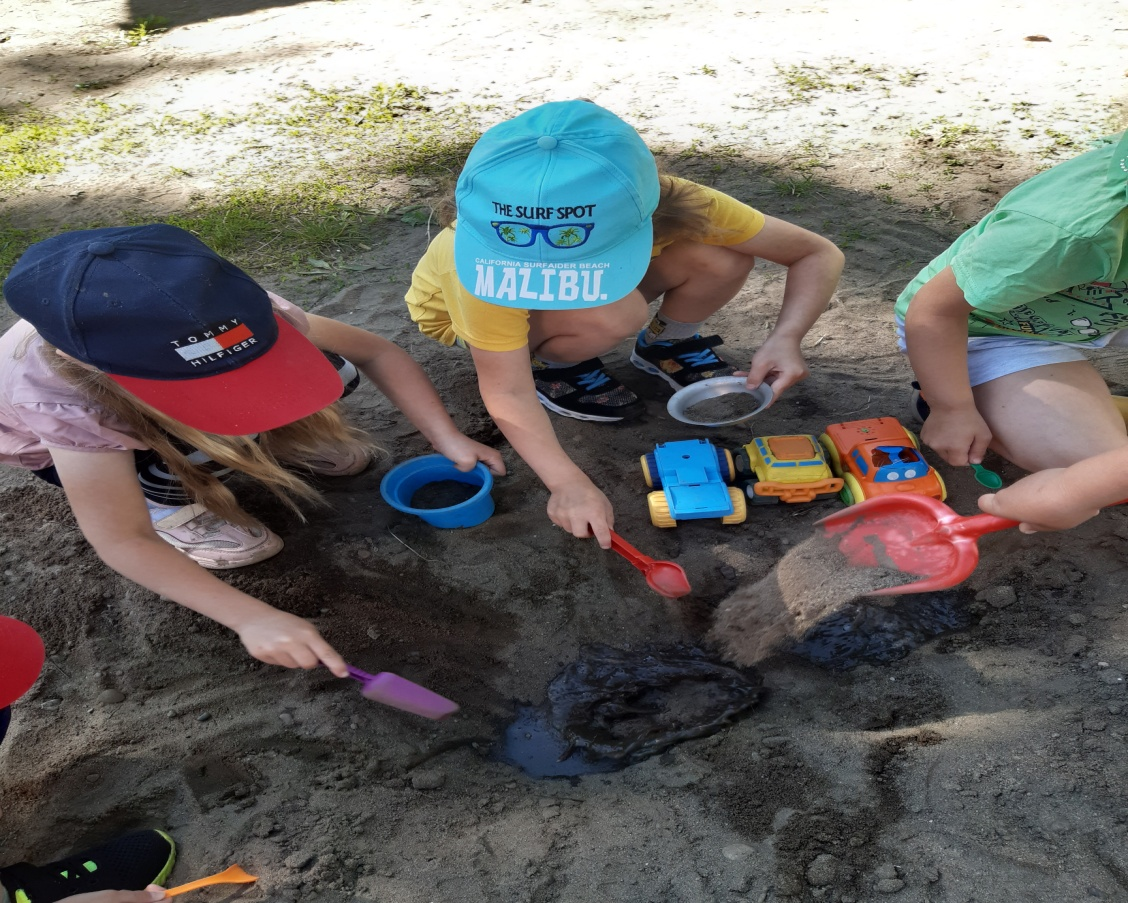 THE SURF SPOT
CALIFORNIA SURFAIDER BEACH
MALIBU.
TOMMY
HILFIGER